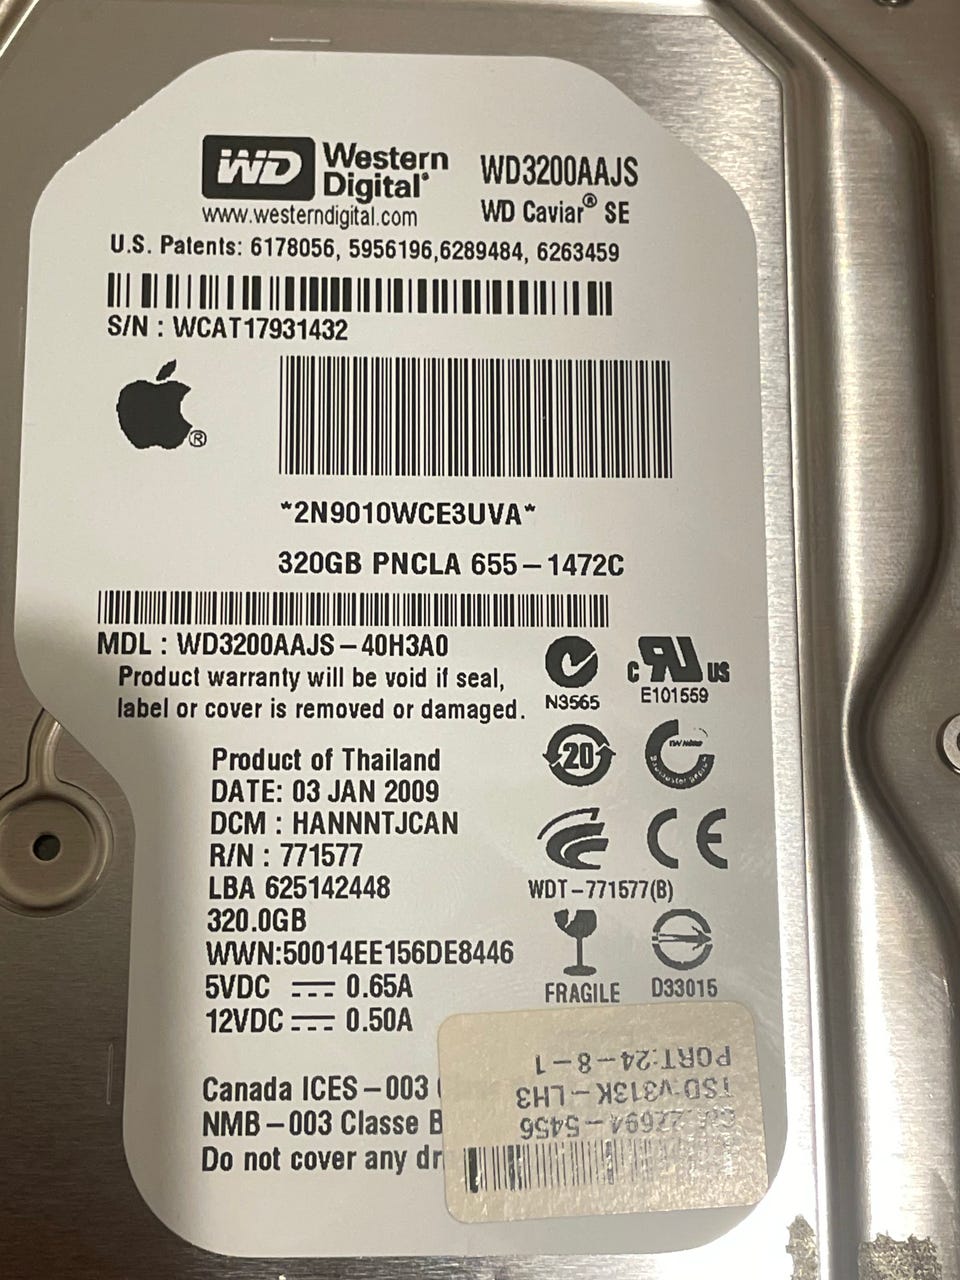 WD Western Digital®
WD3200AAJS
www.westerndigital.com
WD Caviar® SE
U.S. Patents: 6178056, 5956196,6289484, 6263459
S/N : WCAT17931432
®
*2N9010WCE3UVA*
320GB PNCLA 655-1472C
MDL : WD3200AAJS-40H3A0
Product warranty will be void if seal,
label or cover is removed or damaged.
N3565
C RU US
E101559
Product of Thailand
DATE: 03 JAN 2009
DCM : HANNNTJCAN
R/N : 771577
LBA 625142448
320.0GB
WWN:50014EE156DE8446
5VDC 0.65A
12VDC 0.50A
20
CE
WDT-771577(B)
FRAGILE
D33015
Canada ICES-003
NMB-003 Classe B
Do not cover any
22694-5456
TSD:V313K-LH3
PORT:24-8-1